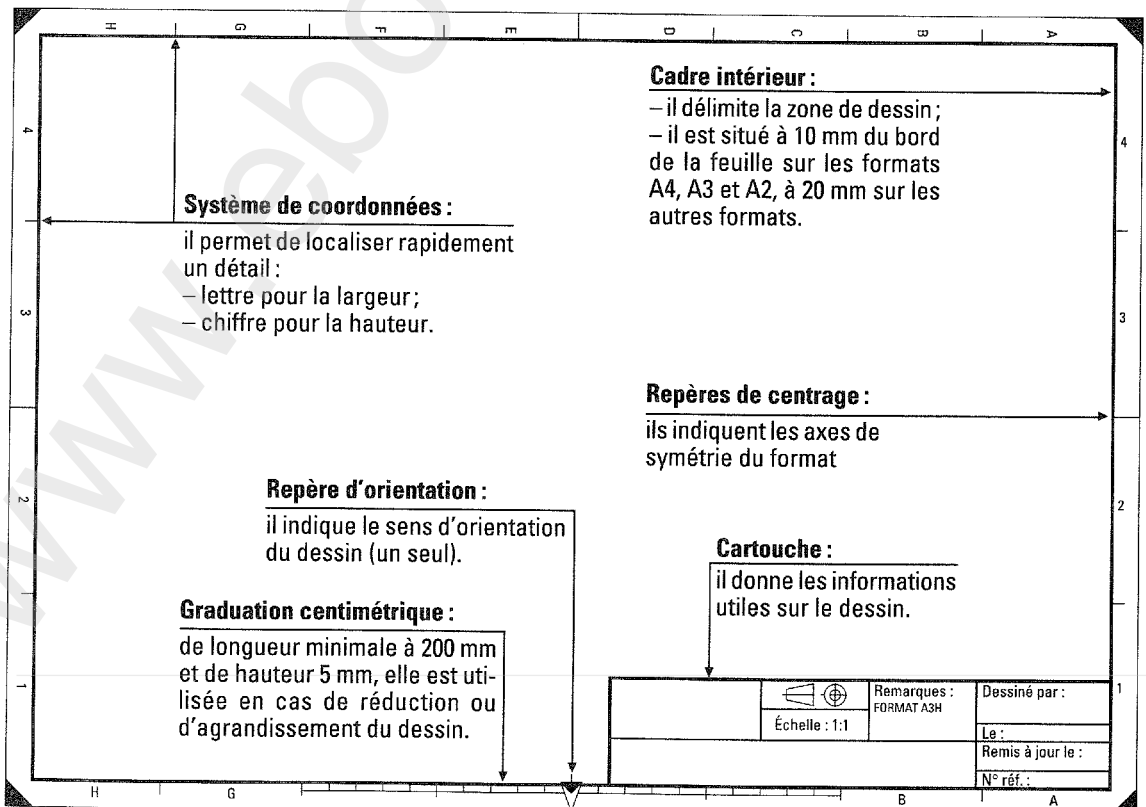 H G F E D C B A
4
4
Cadre intérieur :
– il délimite la zone de dessin ;
– il est situé à 10 mm du bord
de la feuille sur les formats
A4, A3 et A2, à 20 mm sur les
autres formats.
Système de coordonnées :
il permet de localiser rapidement
un détail :
– lettre pour la largeur ;
– chiffre pour la hauteur.
3
3
Repères de centrage :
ils indiquent les axes de
symétrie du format
2
2
Repère d'orientation :
il indique le sens d'orientation
du dessin (un seul).
Cartouche :
il donne les informations
utiles sur le dessin.
Graduation centimétrique :
de longueur minimale à 200 mm
et de hauteur 5 mm, elle est uti-
lisée en cas de réduction ou
d'agrandissement du dessin.
1
1
Échelle : 1:1
Remarques :
FORMAT A3H
Dessiné par :
Le :
Remis à jour le :
N° réf. :
H G B A
www.ebo